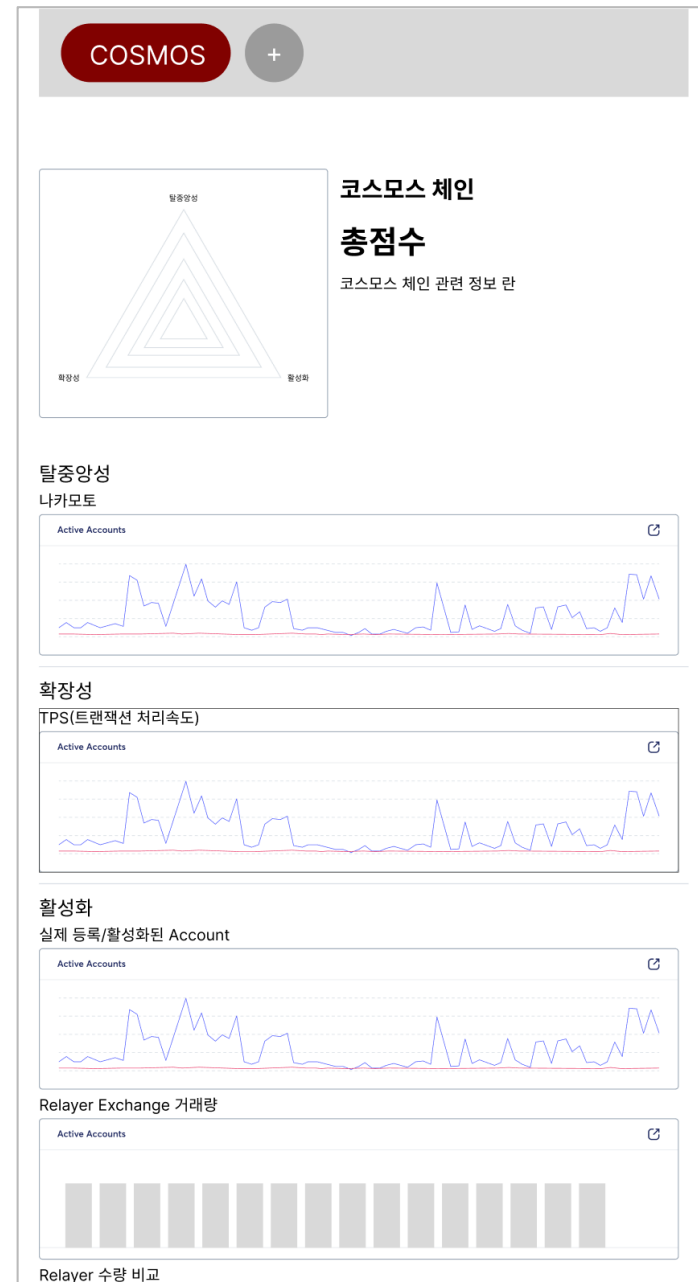 COSMOS
+
탈중앙성
확장성
활성화
코스모스 체인
총점수
코스모스 체인 관련 정보 란
탈중앙성
나카모토
Active Accounts
확장성
TPS(트랜잭션 처리속도)
Active Accounts
활성화
실제 등록/활성화된 Account
Active Accounts
Relayer Exchange 거래량
Active Accounts
Relayer 수량 비교